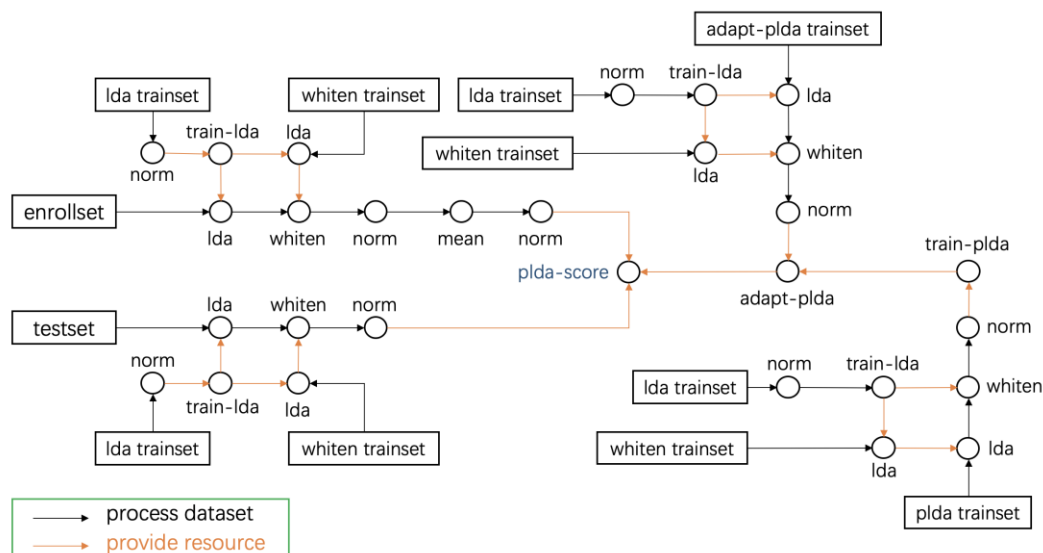 adapt-plda trainset
norm
train-lda
lda trainset
lda
whiten trainset
lda
whiten
norm
lda trainset
whiten trainset
train-lda
lda
norm
enrollset
lda
whiten
norm
mean
norm
plda-score
adapt-plda
train-plda
lda
whiten
norm
testset
norm
train-lda
lda
lda trainset
whiten trainset
norm
norm
train-lda
lda trainset
whiten
whiten trainset
lda
lda
plda trainset
process dataset
provide resource